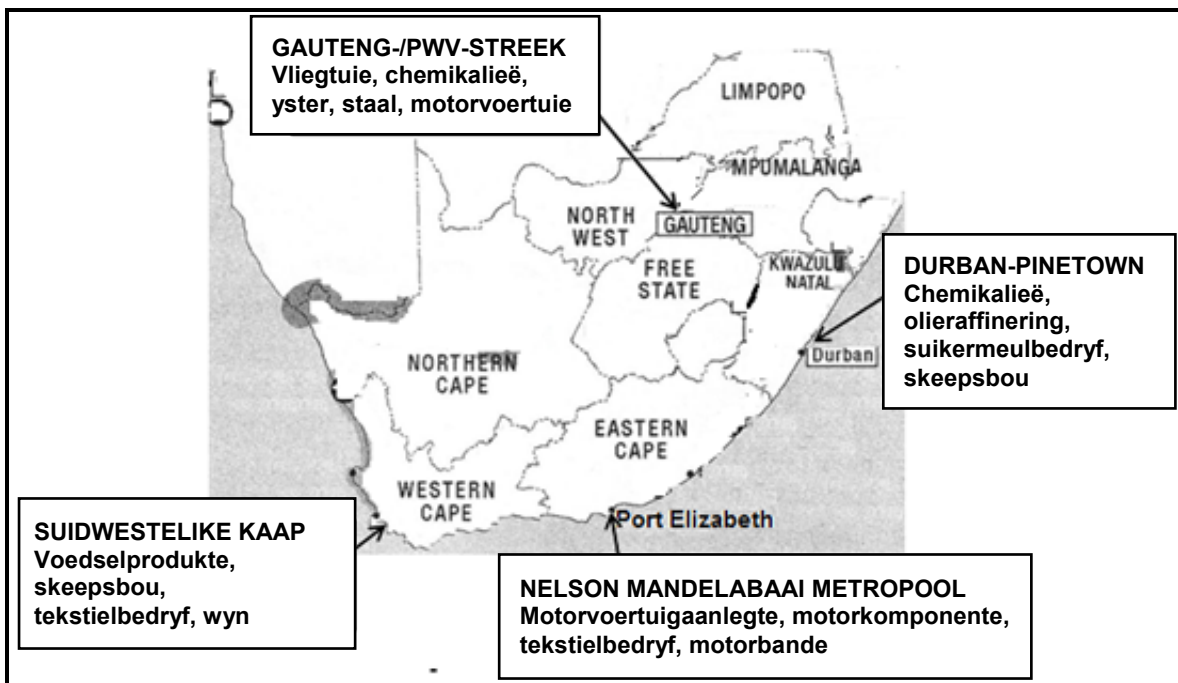 GAUTENG-/PWV-STREEK
Vliegtuie, chemikalieë,
yster, staal, motorvoertuie
LIMPOPO
MPUMALANGA
NORTH
WEST
GAUTENG
FREE
STATE
KWAZULU
NATAL
DURBAN-PINETOWN
Chemikalieë,
olieraffinering,
suikermeulbedryf,
skeepsbou
Durban
NORTHERN
CAPE
EASTERN
CAPE
WESTERN
CAPE
Port Elizabeth
SUIDWESTELIKE KAAP
Voedselprodukte,
skeepsbou,
tekstielbedryf, wyn
NELSON MANDELABAAI METROPOOL
Motorvoertuigaanlegte, motorkomponente,
tekstielbedryf, motorbande